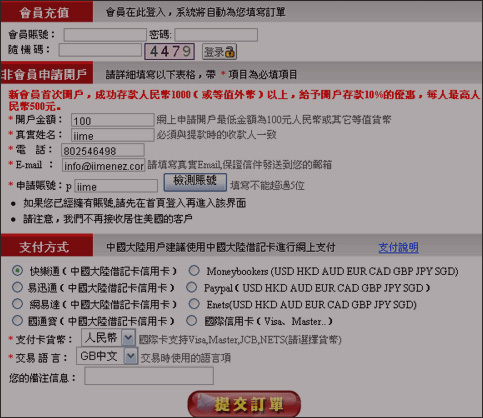 會員充值 會員在此登入，系統將自動為您填寫訂單
會員賬號： 密碼:
隨機碼： 4479 登录
非會員申請開戶 請詳細填寫以下表格，帶 * 項目為必填項目
新會員首次開戶，成功存款人民幣1000（或等值外幣）以上，給予開戶存款10%的優惠，每人最高人
民幣500元。
* 開戶金額： 100 網上申請開戶最低金額為100元人民幣或其它等值貨幣
* 真實姓名： iime 必須與提款時的收款人一致
* 電 話： 802546498
* E-mail ： info@iimenez.cor 請填寫真實Email,保證信件發送到您的郵箱
* 申請賬號：p iime 檢測賬號 填寫不能超過5位
● 如果您已經擁有賬號,請先在首頁登入再進入該界面
● 請注意，我們不再接收居住美國的客戶
支付方式 中國大陸用戶建議使用中國大陸借記卡進行網上支付 支付說明
快樂通（中國大陸借記卡信用卡） Moneybookers (USD HKD AUD EUR CAD GBP JPY SGD)
易迅通（中國大陸借記卡信用卡） Paypal（USD HKD AUD EUR CAD GBP JPY SGD)
網易達（中國大陸借記卡信用卡） Enets(USD HKD AUD EUR CAD GBP JPY SGD)
國通寶（中國大陸借記卡信用卡） 國際信用卡（Visa、Master..）
* 支付卡貨幣： 人民幣 國際卡支持Visa,Master,JCB,NETS(請選擇貨幣)
* 交易語言： GB中文 交易時使用的語言項
您的備注信息：
提交訂單